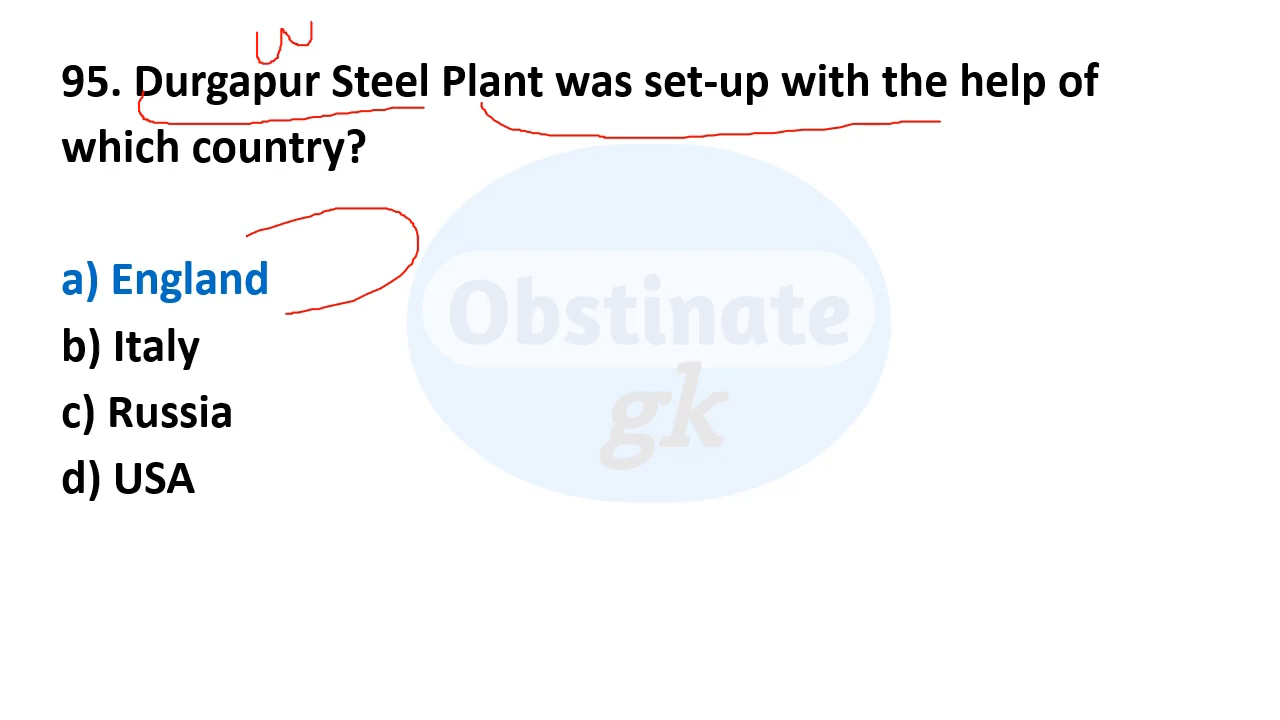 95. Durgapur Steel Plant was set-up with the help of
which country?
a) England
b) Italy
c) Russia
d) USA
Obstinate
gk